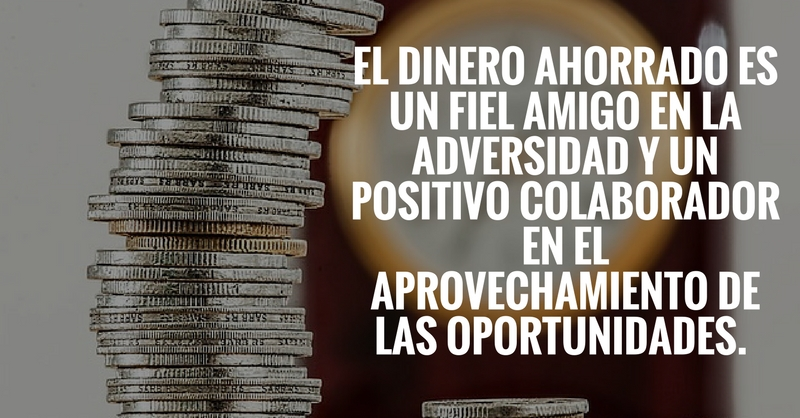 EL DINERO AHORRADO ES
UN FIEL AMIGO EN LA
ADVERSIDAD Y UN
POSITIVO COLABORADOR
EN EL
APROVECHAMIENTO DE
LAS OPORTUNIDADES.